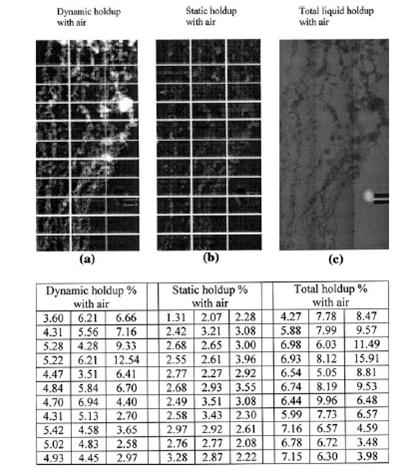 Dynamic holdup with air
Static holdup with air
Total liquid holdup with air
(a)
(b)
(c)
Dynamic holdup % with air
Static holdup % with air
Total holdup % with air
3.60 6.21 6.66 1.31 2.07 2.28 4.27 7.78 8.47
4.31 5.56 7.16 2.42 3.21 3.08 5.88 7.99 9.57
5.28 4.28 9.33 2.68 2.65 3.00 6.98 6.03 11.49
5.22 6.21 12.54 2.55 2.61 3.96 6.93 8.12 15.91
4.47 3.51 6.41 2.77 2.27 2.92 6.54 5.05 8.81
4.84 5.84 6.70 2.68 2.93 3.55 6.74 8.19 9.53
4.70 6.94 4.40 2.49 3.51 3.08 6.44 9.96 6.48
4.31 5.13 2.70 2.58 3.43 2.30 5.99 7.73 6.57
5.42 4.58 3.65 2.97 2.92 2.61 7.16 6.57 4.59
5.02 4.83 2.58 2.76 2.77 2.08 6.78 6.72 3.48
4.93 4.45 2.97 3.28 2.87 2.22 7.15 6.30 3.98